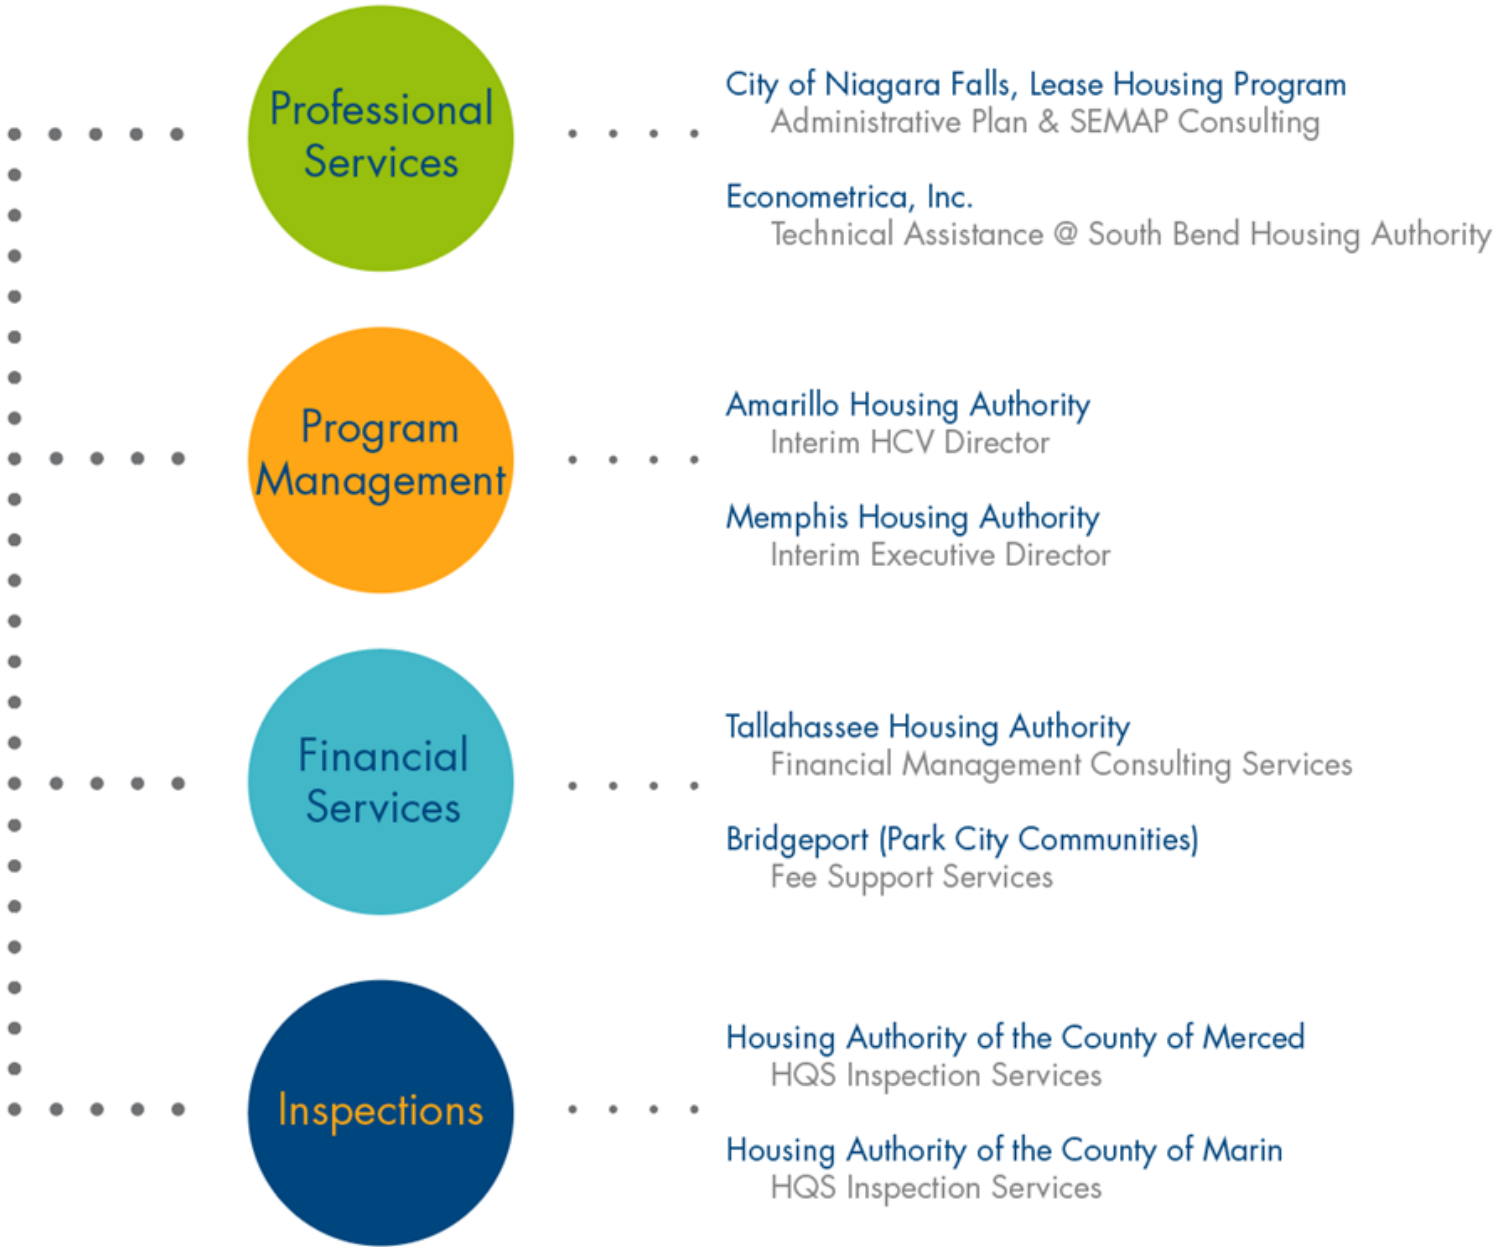 Professional
Services
City of Niagara Falls, Lease Housing Program
Administrative Plan & SEMAP Consulting
Econometrica, Inc.
Technical Assistance @ South Bend Housing Authority
Program
Management
Amarillo Housing Authority
Interim HCV Director
Memphis Housing Authority
Interim Executive Director
Financial
Services
Tallahassee Housing Authority
Financial Management Consulting Services
Bridgeport (Park City Communities)
Fee Support Services
Inspections
Housing Authority of the County of Merced
HQS Inspection Services
Housing Authority of the County of Marin
HQS Inspection Services